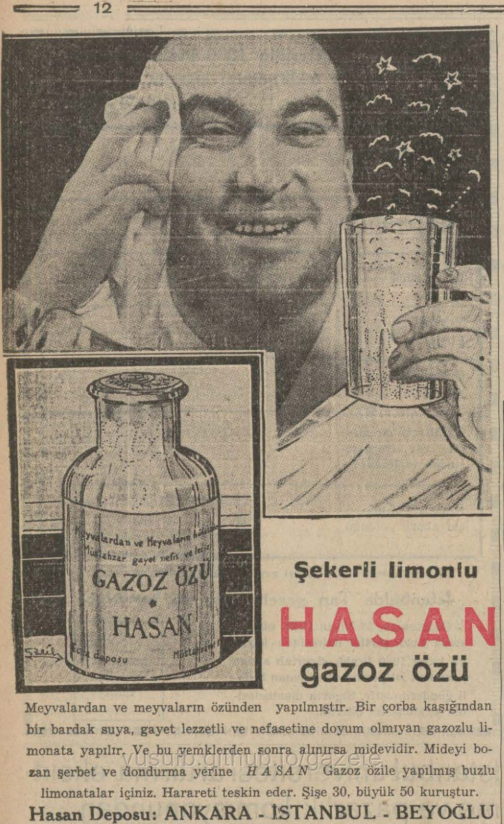 12
Meyvalardan ve Meyvaların
Müstahzar gayet nefis ve
GAZOZ ÖZÜ
HASAN
deposu
Şekerli limonlu
HASAN
gazoz özü
Meyvalardan ve meyvaların özünden yapılmıştır. Bir çorba kaşığından
bir bardak suya, gayet lezzetli ve nefasetine doyum olmıyan gazozlu li-
monata yapılır. Ve bu yemklerden sonra alınırsa midevidir. Mideyi bo-
zan şerbet ve dondurma yerine HASAN Gazoz özile yapılmış buzlu
limonatalar içiniz. Harareti teskin eder. Şişe 30, büyük 50 kuruştur.
Hasan Deposu: ANKARA - İSTANBUL - BEYOĞLU